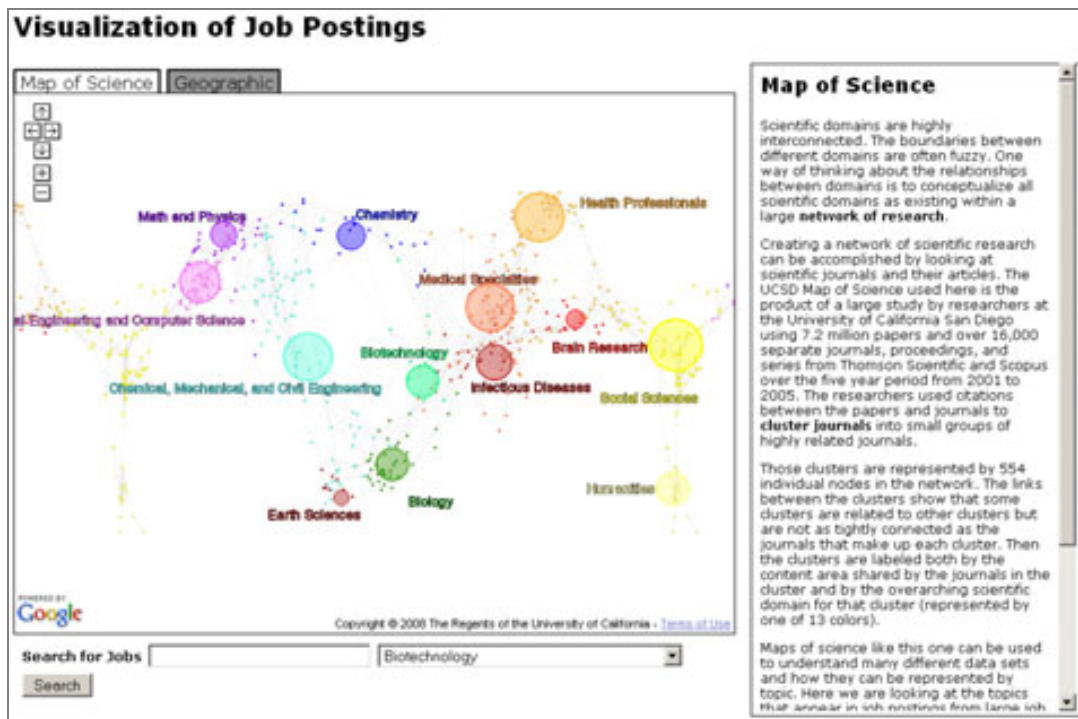 Visualization of Job Postings
Map of Science
Geographic
Math and Physics
Chemistry
Health Professionals
Medical Specialties
al Engineering and Computer Science
Biotechnology
Brain Research
Chemical, Mechanical, and Civil Engineering
Infectious Diseases
Social Sciences
Biology
Humanities
Earth Sciences
POWERED BY
Google
Copyright © 2008 The Regents of the University of California - Terms of Use
Search for Jobs
Biotechnology
Search
Map of Science
Scientific domains are highly
interconnected. The boundaries between
different domains are often fuzzy. One
way of thinking about the relationships
between domains is to conceptualize all
scientific domains as existing within a
large network of research.
Creating a network of scientific research
can be accomplished by looking at
scientific journals and their articles. The
UCSD Map of Science used here is the
product of a large study by researchers at
the University of California San Diego
using 7.2 million papers and over 16,000
separate journals, proceedings, and
series from Thomson Scientific and Scopus
over the five year period from 2001 to
2005. The researchers used citations
between the papers and journals to
cluster journals into small groups of
highly related journals.
Those clusters are represented by 554
individual nodes in the network. The links
between the clusters show that some
clusters are related to other clusters but
are not as tightly connected as the
journals that make up each cluster. Then
the clusters are labeled both by the
content area shared by the journals in the
cluster and by the overarching scientific
domain for that cluster (represented by
one of 13 colors).
Maps of science like this one can be used
to understand many different data sets
and how they can be represented by
topic. Here we are looking at the topics
that appear in job postings from large job